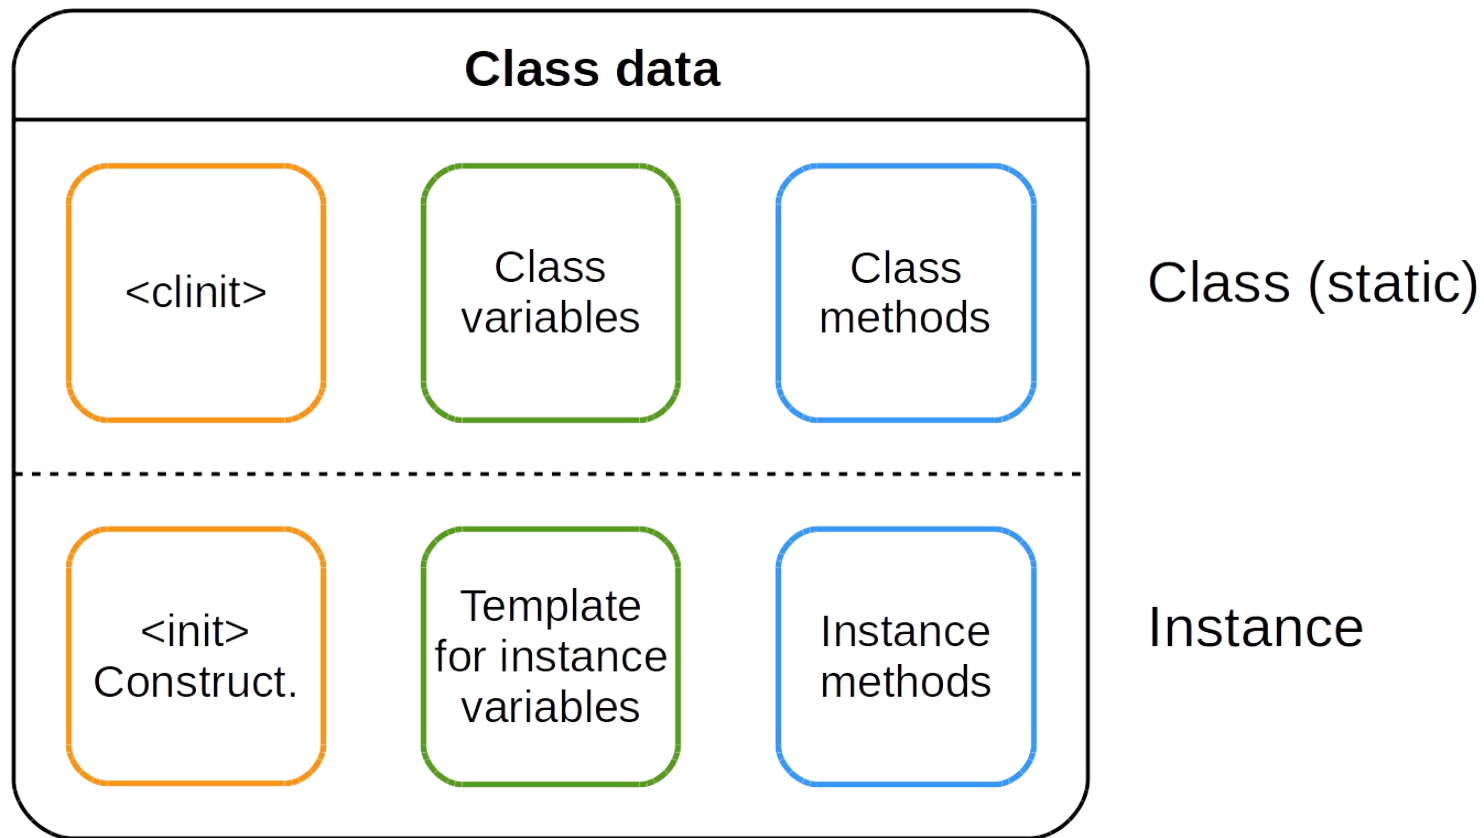 Class data
<clinit>
Class
variables
Class
methods
Class (static)
<init>
Construct.
Template
for instance
variables
Instance
methods
Instance